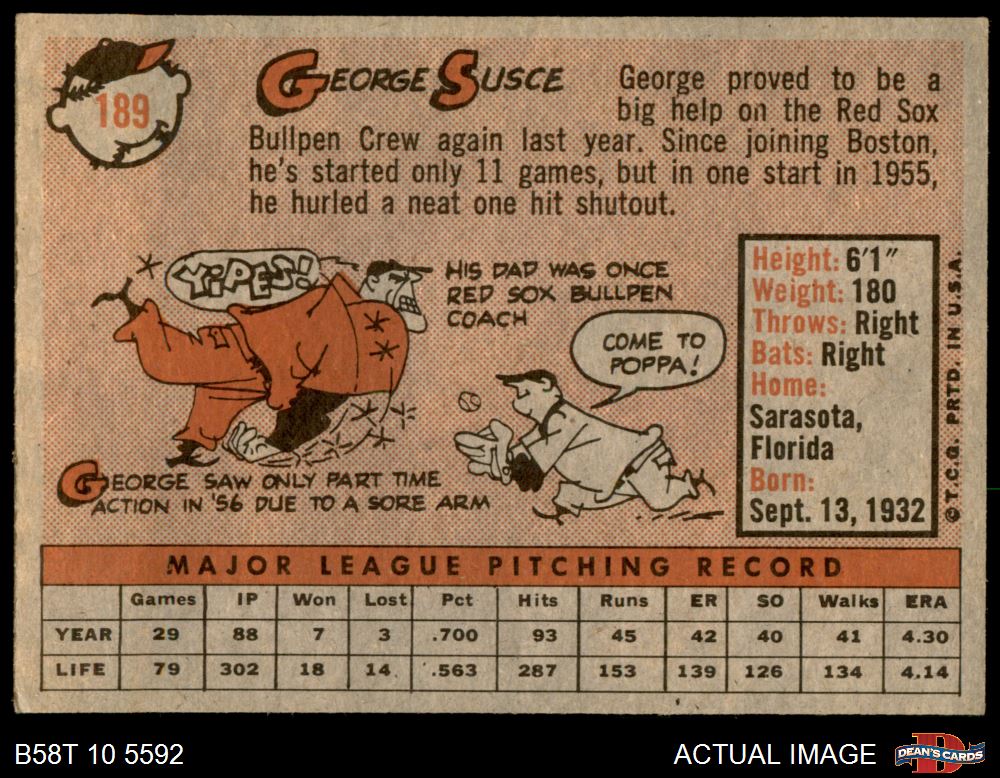 189
GEORGE SUSCE
George proved to be a
big help on the Red Sox
Bullpen Crew again last year. Since joining Boston,
he's started only 11 games, but in one start in 1955,
he hurled a neat one hit shutout.
YIPES!
HIS DAD WAS ONCE
RED SOX BULLPEN
COACH
COME TO
POPPA!
GEORGE SAW ONLY PART TIME
ACTION IN '56 DUE TO A SORE ARM
Height: 6'1"
Weight: 180
Throws: Right
Bats: Right
Home:
Sarasota,
Florida
Born:
Sept. 13, 1932
©T.C.G. PRTD. IN U.S.A.
MAJOR LEAGUE PITCHING RECORD
Games IP Won Lost Pct Hits Runs ER SO Walks ERA
YEAR 29 88 7 3 .700 93 45 42 40 41 4.30
LIFE 79 302 18 14 .563 287 153 139 126 134 4.14
B58T 10 5592
ACTUAL IMAGE
DEAN'S CARDS